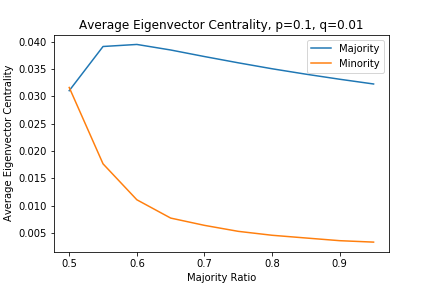 Average Eigenvector Centrality, p=0.1, q=0.01
Majority
Minority
Average Eigenvector Centrality
0.040
0.035
0.030
0.025
0.020
0.015
0.010
0.005
0.5 0.6 0.7 0.8 0.9
Majority Ratio